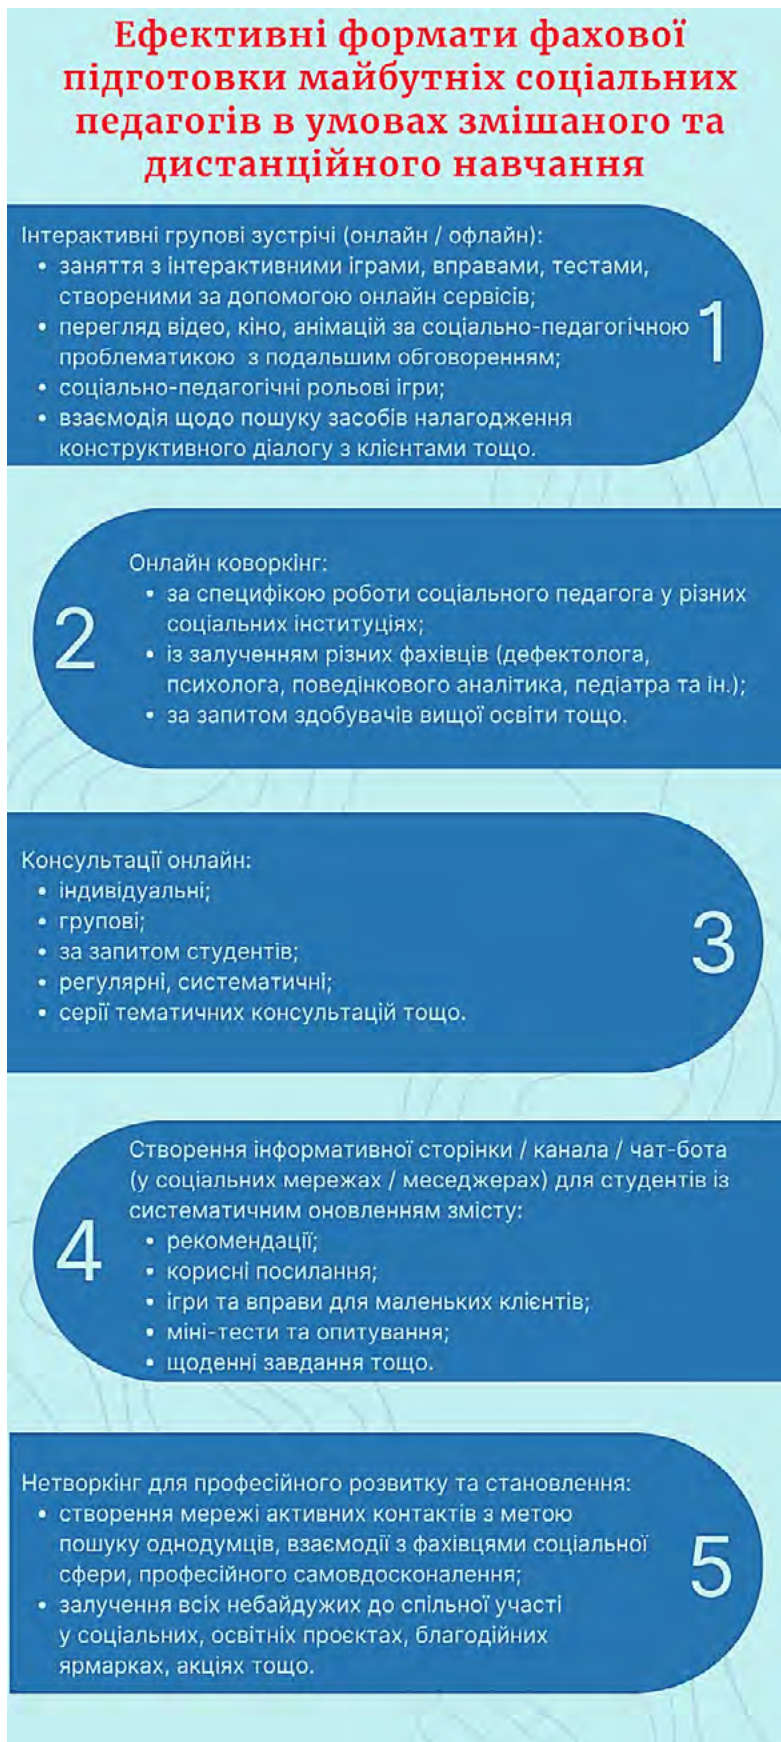 Ефективні формати фахової
підготовки майбутніх соціальних
педагогів в умовах змішаного та
дистанційного навчання
Інтерактивні групові зустрічі (онлайн / офлайн):
• заняття з інтерактивними іграми, вправами, тестами,
створеними за допомогою онлайн сервісів;
• перегляд відео, кіно, анімацій за соціально-педагогічною
проблематикою з подальшим обговоренням;
• соціально-педагогічні рольові ігри;
• взаємодія щодо пошуку засобів налагодження
конструктивного діалогу з клієнтами тощо.
1
Онлайн коворкінг:
• за специфікою роботи соціального педагога у різних
соціальних інституціях;
• із залученням різних фахівців (дефектолога,
психолога, поведінкового аналітика, педіатра та ін.);
• за запитом здобувачів вищої освіти тощо.
2
Консультації онлайн:
• індивідуальні;
• групові;
• за запитом студентів;
• регулярні, систематичні;
• серії тематичних консультацій тощо.
3
Створення інформативної сторінки / канала / чат-бота
(у соціальних мережах / меседжерах) для студентів із
систематичним оновленням змісту:
• рекомендації;
• корисні посилання;
• ігри та вправи для маленьких клієнтів;
• міні-тести та опитування;
• щоденні завдання тощо.
4
Нетворкінг для професійного розвитку та становлення:
• створення мережі активних контактів з метою
пошуку однодумців, взаємодії з фахівцями соціальної
сфери, професійного самовдосконалення;
• залучення всіх небайдужих до спільної участі
у соціальних, освітніх проєктах, благодійних
ярмарках, акціях тощо.
5